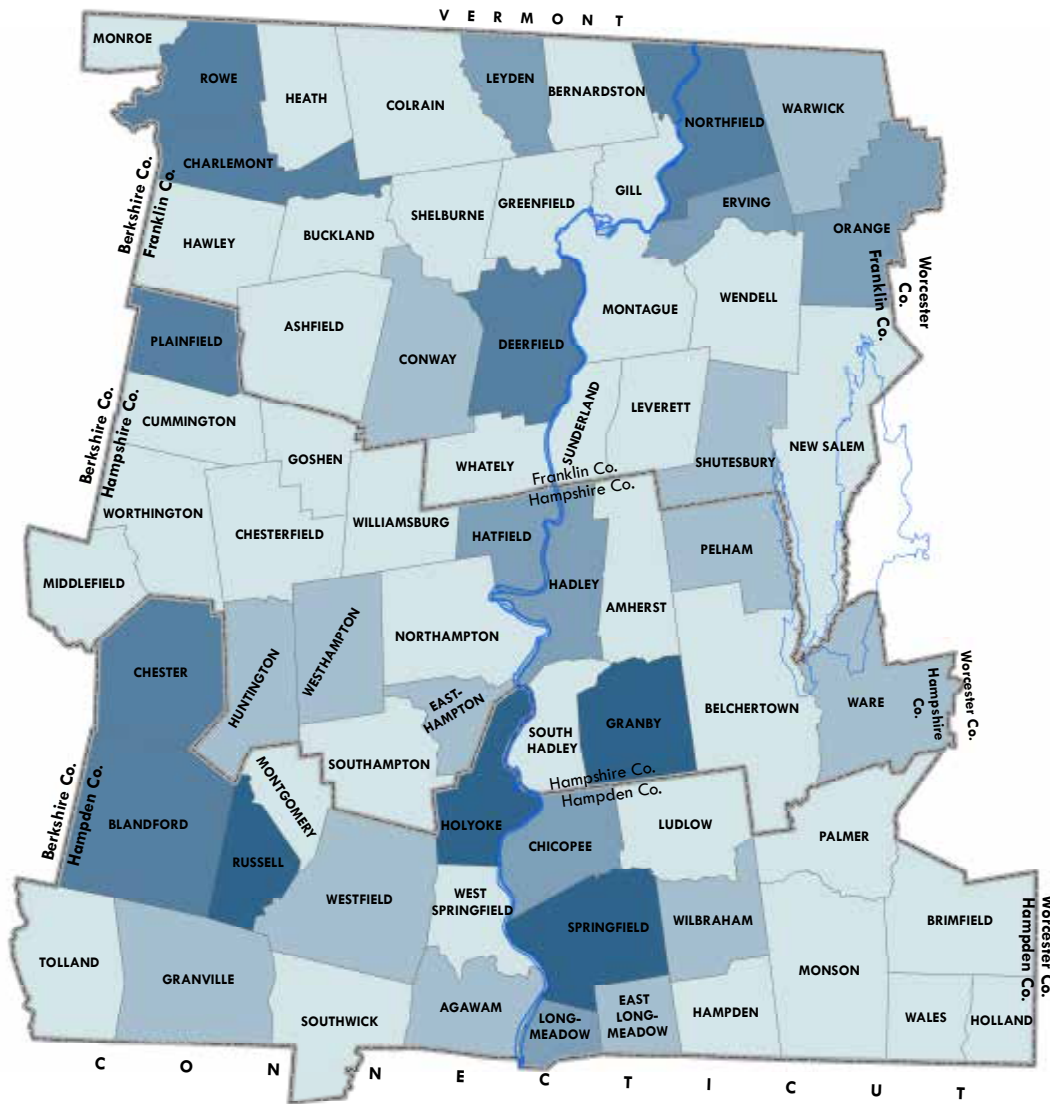 VERMONT
MONROE
ROWE
HEATH
COLRAIN
LEYDEN
BERNARDSTON
NORTHFIELD
WARWICK
CHARLEMONT
Berkshire Co.
Franklin Co.
HAWLEY
BUCKLAND
SHELBURNE
GREENFIELD
GILL
ERVING
ORANGE
Franklin Co.
Worcester
Co.
PLAINFIELD
ASHFIELD
CONWAY
DEERFIELD
MONTAGUE
WENDELL
Berkshire Co.
Hampshire Co.
CUMMINGTON
GOSHEN
WHATELY
SUNDERLAND
LEVERETT
SHUTESBURY
NEW SALEM
Franklin Co.
Hampshire Co.
WORTHINGTON
CHESTERFIELD
WILLIAMSBURG
HATFIELD
HADLEY
PELHAM
AMHERST
MIDDLEFIELD
CHESTER
HUNTINGTON
WESTHAMPTON
NORTHAMPTON
EAST-
HAMPTON
SOUTHAMPTON
SOUTH
HADLEY
GRANBY
BELCHERTOWN
WARE
Hampshire
Co.
Worcester Co.
Hampshire Co.
Hampden Co.
Berkshire Co.
Hampden Co.
BLANDFORD
MONTGOMERY
RUSSELL
HOLYOKE
CHICOPEE
LUDLOW
PALMER
WESTFIELD
WEST
SPRINGFIELD
SPRINGFIELD
WILBRAHAM
BRIMFIELD
Hampden Co.
Worcester Co.
TOLLAND
GRANVILLE
SOUTHWICK
AGAWAM
LONG-
MEADOW
EAST
LONG-
MEADOW
HAMPDEN
MONSON
WALES
HOLLAND
CONNECTICUT